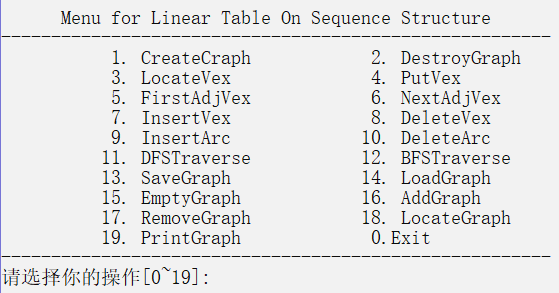 Menu for Linear Table On Sequence Structure
-------------------------------------------------------
1. CreateCraph 2. DestroyGraph
3. LocateVex 4. PutVex
5. FirstAdjVex 6. NextAdjVex
7. InsertVex 8. DeleteVex
9. InsertArc 10. DeleteArc
11. DFSTraverse 12. BFSTraverse
13. SaveGraph 14. LoadGraph
15. EmptyGraph 16. AddGraph
17. RemoveGraph 18. LocateGraph
19. PrintGraph 0.Exit
-------------------------------------------------------
请选择你的操作[0~19]: